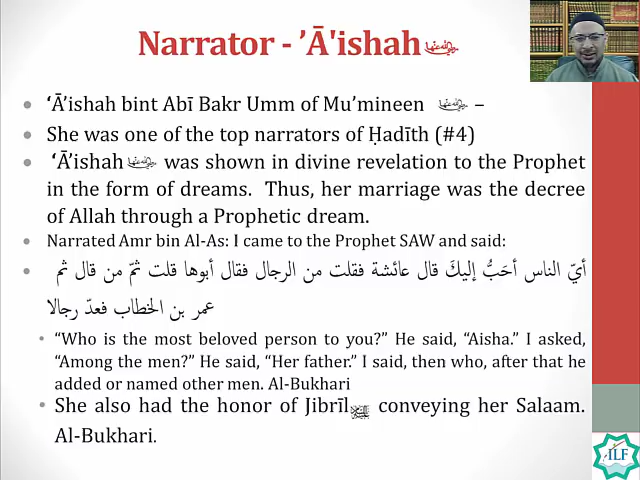 Narrator - ’Ā'ishah
‘Ā’ishah bint Abī Bakr Umm of Mu’mineen –
She was one of the top narrators of Ḥadīth (#4)
‘Ā’ishah was shown in divine revelation to the Prophet
in the form of dreams. Thus, her marriage was the decree
of Allah through a Prophetic dream.
Narrated Amr bin Al-As: I came to the Prophet SAW and said:
أيّ الناس أحَبُّ إليكَ قال عائشة فقلت من الرجال فقال أبوها قلت ثمّ من قال ثم
عمر بن الخطاب فعدّ رجالا
“Who is the most beloved person to you?” He said, “Aisha.” I asked,
“Among the men?” He said, “Her father.” I said, then who, after that he
added or named other men. Al-Bukhari
She also had the honor of Jibrīl conveying her Salaam.
Al-Bukhari.
ILF